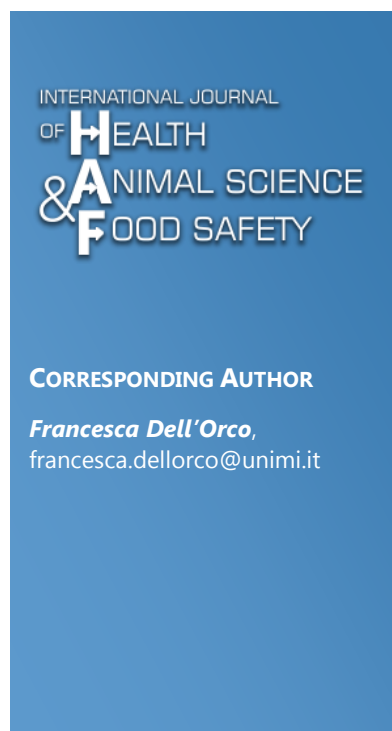 INTERNATIONAL JOURNAL
OF HEALTH
& ANIMAL SCIENCE
FOOD SAFETY
CORRESPONDING AUTHOR
Francesca Dell’Orco,
francesca.dellorco@unimi.it